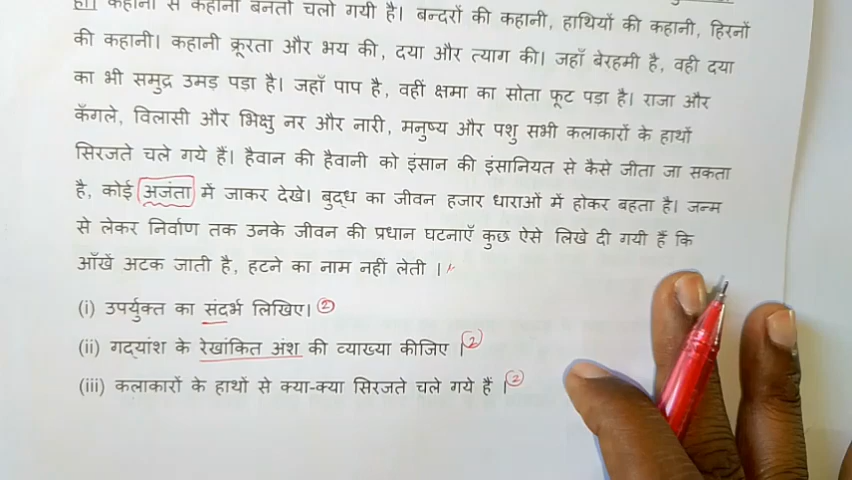 हो। कहानी से कहानी बनती चली गयी है। बन्दरों की कहानी, हाथियों की कहानी, हिरनों
की कहानी। कहानी क्रूरता और भय की, दया और त्याग की। जहाँ बेरहमी है, वही दया
का भी समुद्र उमड़ पड़ा है। जहाँ पाप है, वहीं क्षमा का सोता फूट पड़ा है। राजा और
कँगले, विलासी और भिक्षु नर और नारी, मनुष्य और पशु सभी कलाकारों के हाथों
सिरजते चले गये हैं। हैवान की हैवानी को इंसान की इंसानियत से कैसे जीता जा सकता
है, कोई अजंता में जाकर देखे। बुद्ध का जीवन हजार धाराओं में होकर बहता है। जन्म
से लेकर निर्वाण तक उनके जीवन की प्रधान घटनाएँ कुछ ऐसे लिखे दी गयी हैं कि
आँखें अटक जाती है, हटने का नाम नहीं लेती ।
(i) उपर्युक्त का संदर्भ लिखिए। 2
(ii) गद्यांश के रेखांकित अंश की व्याख्या कीजिए । 2
(iii) कलाकारों के हाथों से क्या-क्या सिरजते चले गये हैं । 2